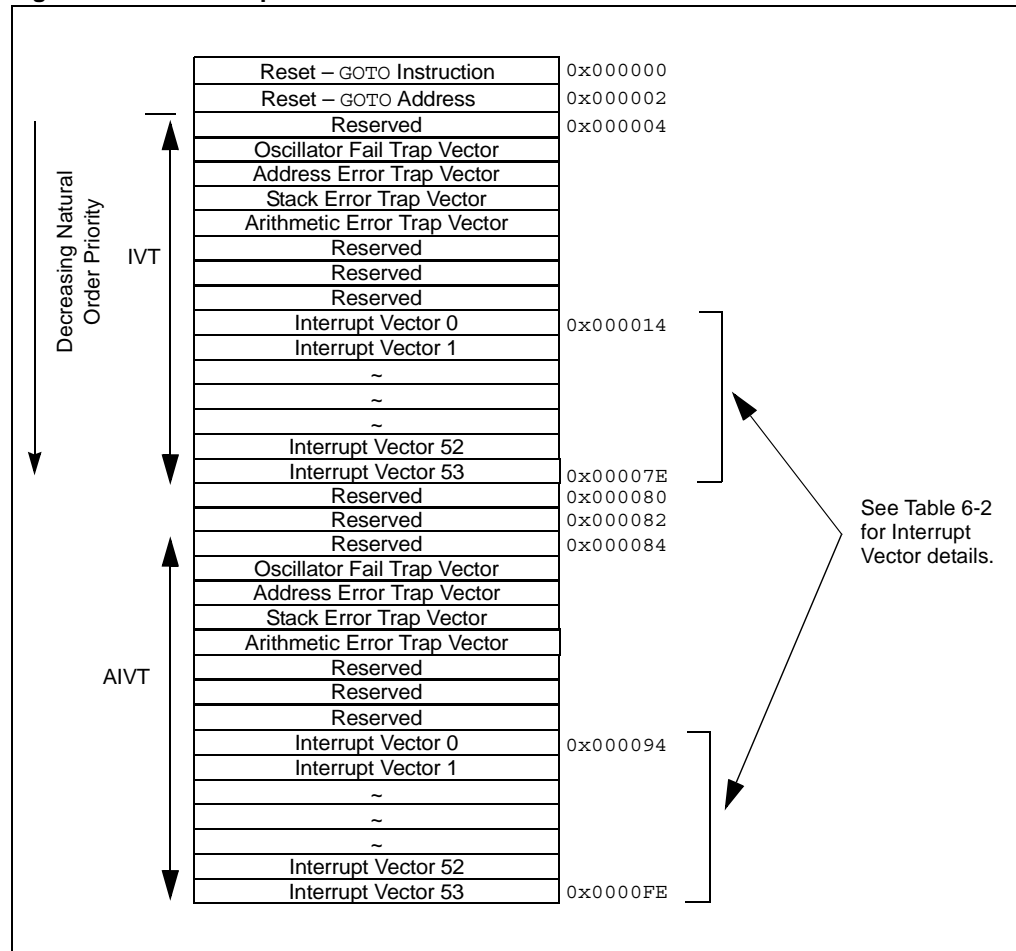 Reset – GOTO Instruction 0x000000
Reset – GOTO Address 0x000002
Reserved 0x000004
Oscillator Fail Trap Vector
Address Error Trap Vector
Stack Error Trap Vector
Arithmetic Error Trap Vector
Reserved
Reserved
Reserved
Interrupt Vector 0 0x000014
Interrupt Vector 1
~
~
~
Interrupt Vector 52
Interrupt Vector 53 0x00007E
Reserved 0x000080
Reserved 0x000082
Reserved 0x000084
Oscillator Fail Trap Vector
Address Error Trap Vector
Stack Error Trap Vector
Arithmetic Error Trap Vector
Reserved
Reserved
Reserved
Interrupt Vector 0 0x000094
Interrupt Vector 1
~
~
~
Interrupt Vector 52
Interrupt Vector 53 0x0000FE
Decreasing Natural
Order Priority
IVT
AIVT
See Table 6-2
for Interrupt
Vector details.